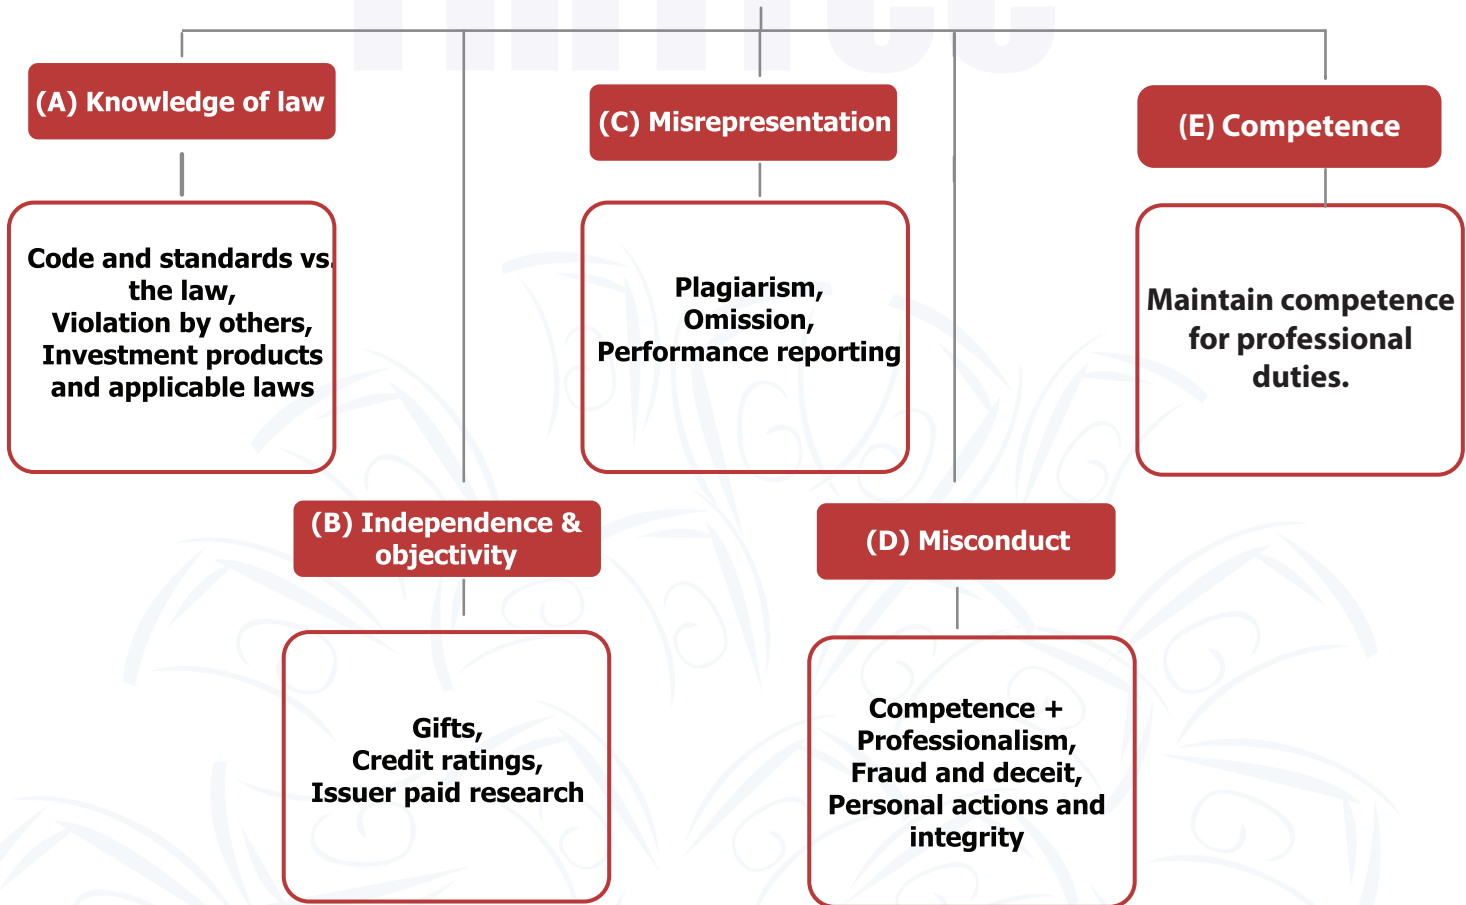 (A) Knowledge of law
Code and standards vs.
the law,
Violation by others,
Investment products
and applicable laws
(B) Independence &
objectivity
Gifts,
Credit ratings,
Issuer paid research
(C) Misrepresentation
Plagiarism,
Omission,
Performance reporting
(D) Misconduct
Competence +
Professionalism,
Fraud and deceit,
Personal actions and
integrity
(E) Competence
Maintain competence
for professional
duties.